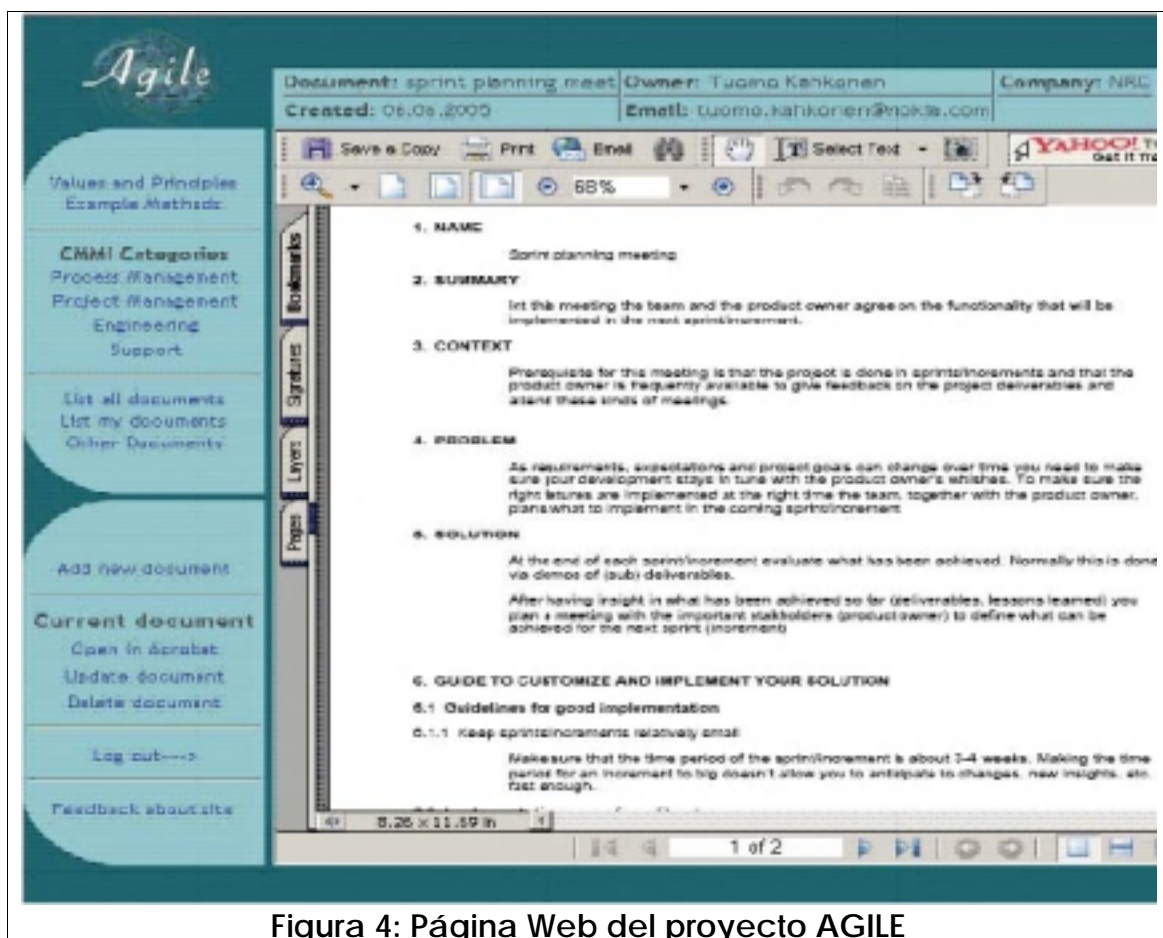 Agile
Document: sprint planning meet Owner: Tuomo Kahkonen Company: NRC
Created: 06.06.2005 Email: tuomo.kahkonen@nokia.com
Values and Principles
Example Methods
CMMI Categories
Process Management
Project Management
Engineering
Support
List all documents
List my documents
Other Documents
Add new document
Current document
Open in Acrobat
Update document
Delete document
Log out---->
Feedback about site
Save a Copy Print Email Select Text YAHOO!
68%
Bookmarks
Signatures
Layers
Pages
1. NAME
Sprint planning meeting
2. SUMMARY
Int this meeting the team and the product owner agree on the functionality that will be
implemented in the next sprint/increment.
3. CONTEXT
Prerequisite for this meeting is that the project is done in sprints/increments and that the
product owner is frequently available to give feedback on the project deliverables and
attend these kinds of meetings.
4. PROBLEM
As requirements, expectations and project goals can change over time you need to make
sure your development stays in tune with the product owner's whishes. To make sure the
right fetures are implemented at the right time the team, together with the product owner,
plans what to implement in the coming sprint/increment
5. SOLUTION
At the end of each sprint/increment evaluate what has been achieved. Normally this is done
via demos of (sub) deliverables.
After having insight in what has been achieved so far (deliverables, lessons learned) you
plan a meeting with the important stakholders (product owner) to define what can be
achieved for the next sprint (increment)
6. GUIDE TO CUSTOMIZE AND IMPLEMENT YOUR SOLUTION
6.1 Guidelines for good implementation
6.1.1 Keep sprints/increments relatively small
Make sure that the time period of the sprint/increment is about 3-4 weeks. Making the time
period for an increment to big doesn't allow you to anticipate to changes, new insights, etc.
fast enough.
8.26 x 11.69 in
1 of 2
Figura 4: Página Web del proyecto AGILE